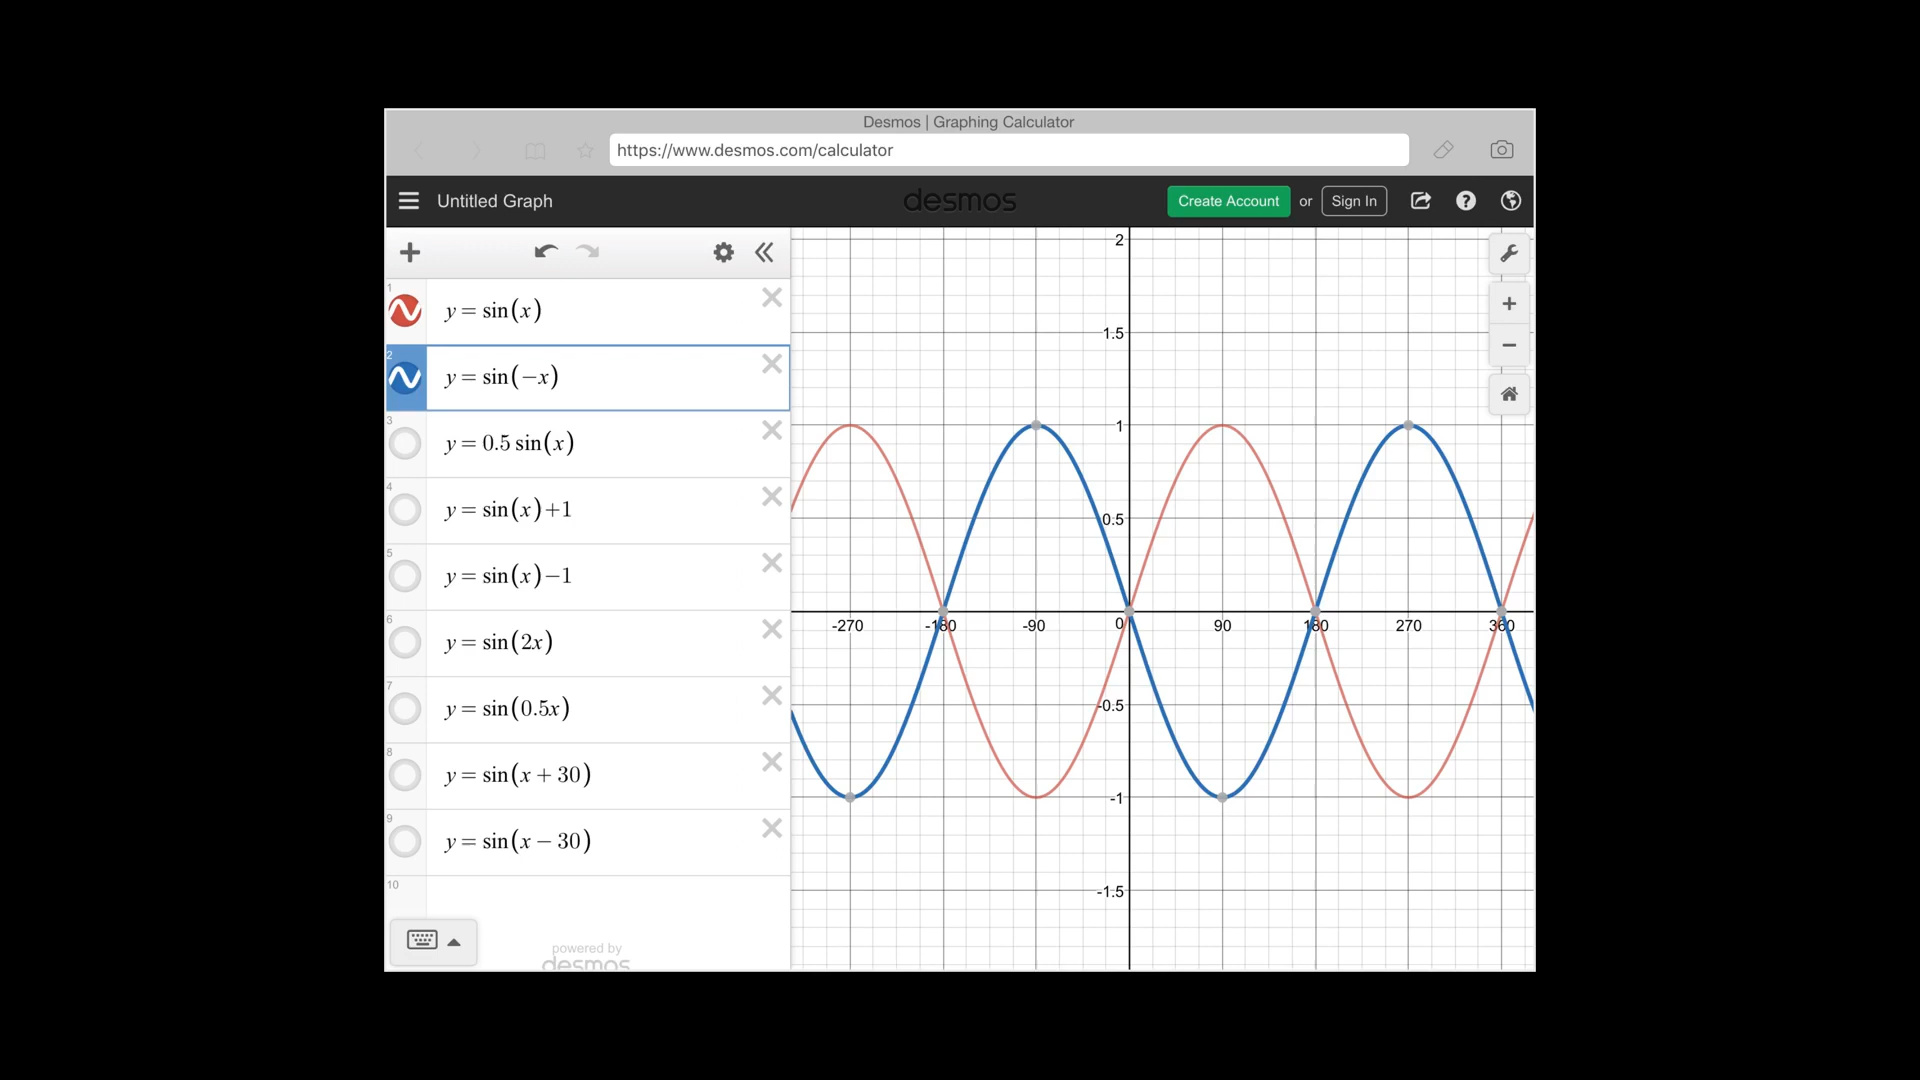 Desmos | Graphing Calculator
https://www.desmos.com/calculator
Untitled Graph
desmos
Create Account or Sign In
1
y = sin(x)
2
y = sin(−x)
3
y = 0.5 sin(x)
4
y = sin(x)+1
5
y = sin(x)−1
6
y = sin(2x)
7
y = sin(0.5x)
8
y = sin(x + 30)
9
y = sin(x − 30)
10
powered by
desmos
2
1.5
1
0.5
-270 -180 -90 0 90 180 270 360
-0.5
-1
-1.5